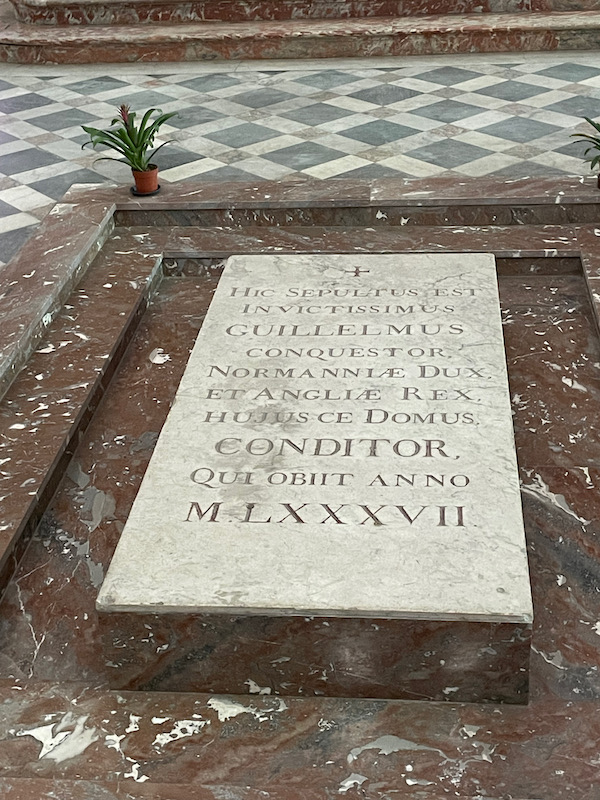 HIC SEPULTUS EST
INVICTISSIMUS
GUILLELMUS
CONQUESTOR,
NORMANNIÆ DUX,
ET ANGLIÆ REX,
HUJUS-CE DOMUS,
CONDITOR,
QUI OBIIT ANNO
M.LXXXVII.